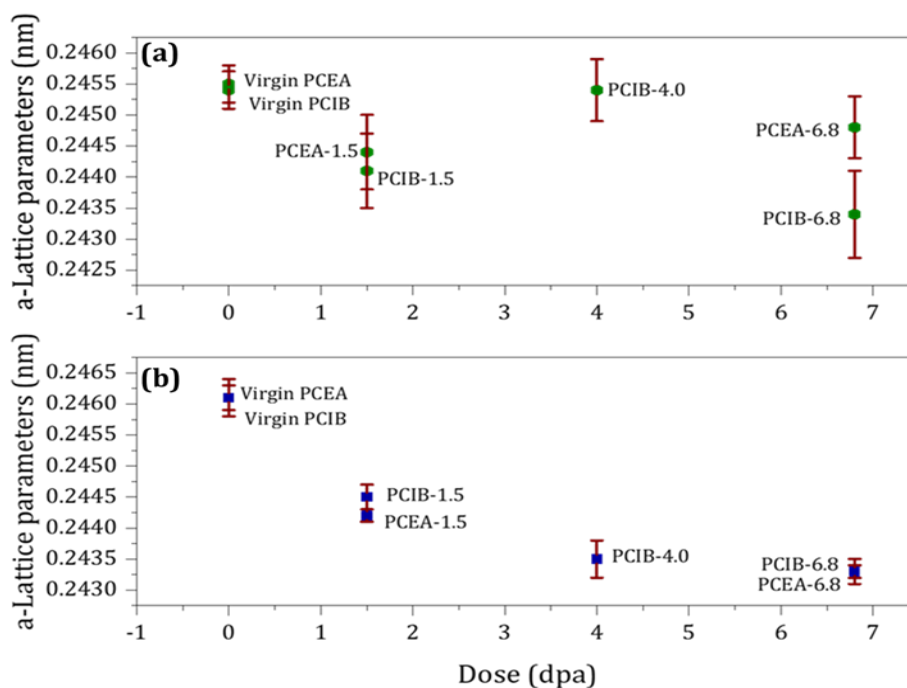 (a)
a-Lattice parameters (nm)
0.2460
0.2455
0.2450
0.2445
0.2440
0.2435
0.2430
0.2425
Virgin PCEA
Virgin PCIB
PCEA-1.5
PCIB-1.5
PCIB-4.0
PCEA-6.8
PCIB-6.8
-1 0 1 2 3 4 5 6 7
(b)
a-Lattice parameters (nm)
0.2465
0.2460
0.2455
0.2450
0.2445
0.2440
0.2435
0.2430
Virgin PCEA
Virgin PCIB
PCIB-1.5
PCEA-1.5
PCIB-4.0
PCIB-6.8
PCEA-6.8
-1 0 1 2 3 4 5 6 7
Dose (dpa)